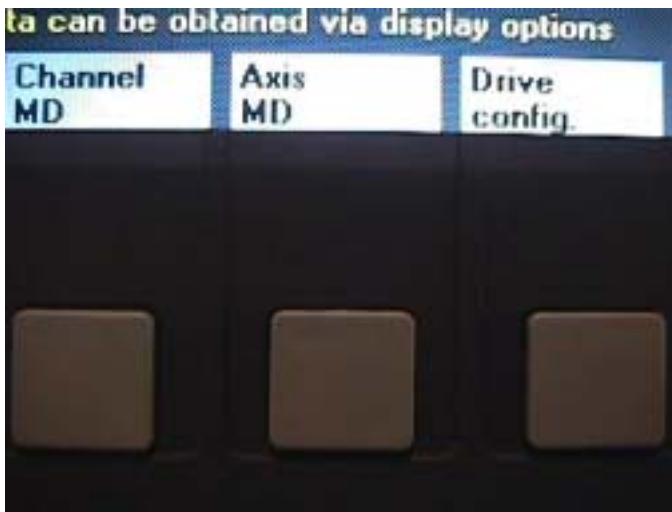 ta can be obtained via display options
Channel
MD
Axis
MD
Drive
config.